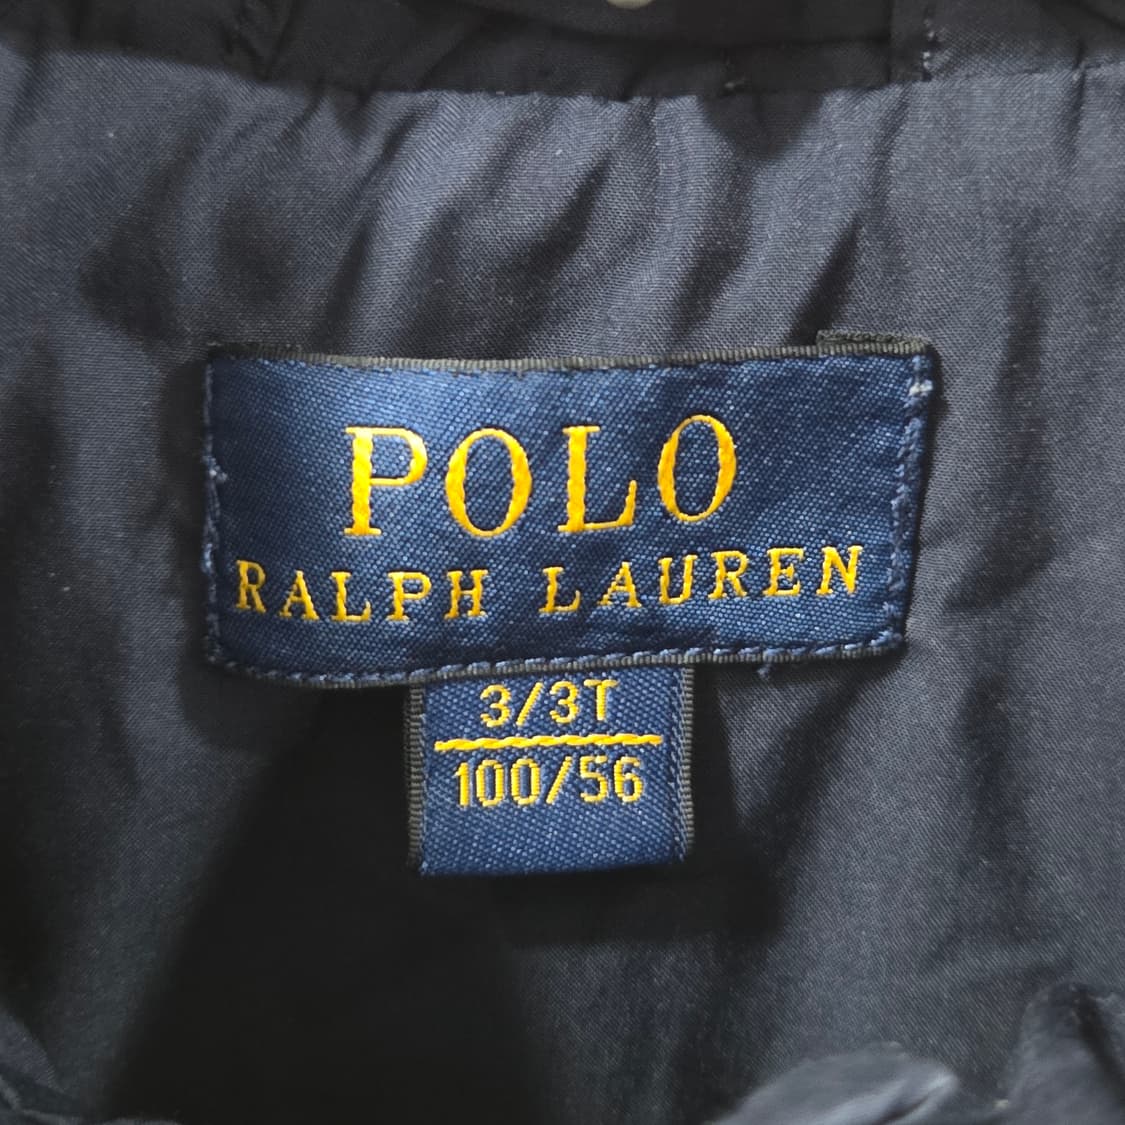 POLO
RALPH LAUREN
3/3T
100/56